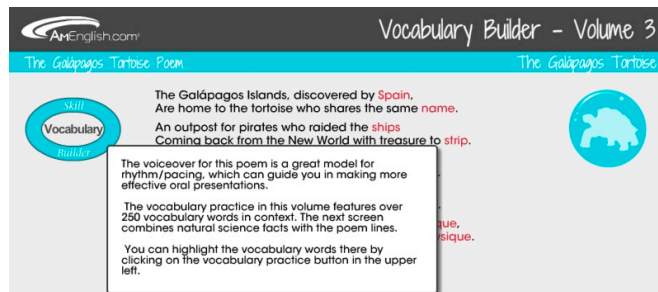 AmEnglish.com
Vocabulary Builder – Volume 3
The Galápagos Tortoise Poem
The Galápagos Tortoise
Skill
Vocabulary
Builder
The Galápagos Islands, discovered by Spain,
Are home to the tortoise who shares the same name.
An outpost for pirates who raided the ships
Coming back from the New World with treasure to strip.
The voiceover for this poem is a great model for
rhythm/pacing, which can guide you in making more
effective oral presentations.
The vocabulary practice in this volume features over
250 vocabulary words in context. The next screen
combines natural science facts with the poem lines.
You can highlight the vocabulary words there by
clicking on the vocabulary practice button in the upper
left.